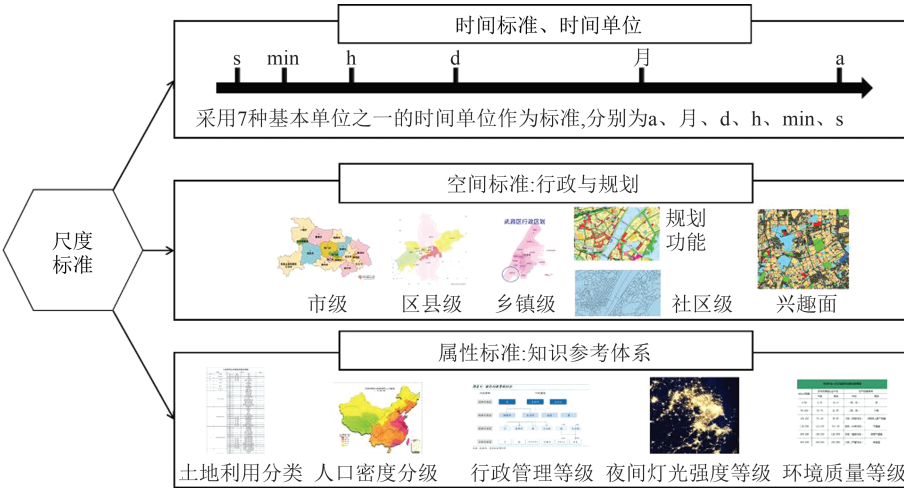 时间标准、时间单位
s min h d 月 a
采用7种基本单位之一的时间单位作为标准,分别为a、月、d、h、min、s
尺度
标准
空间标准:行政与规划
武昌区行政区划
规划
功能
市级 区县级 乡镇级 社区级 兴趣面
属性标准:知识参考体系
土地利用分类 人口密度分级 行政管理等级 夜间灯光强度等级 环境质量等级